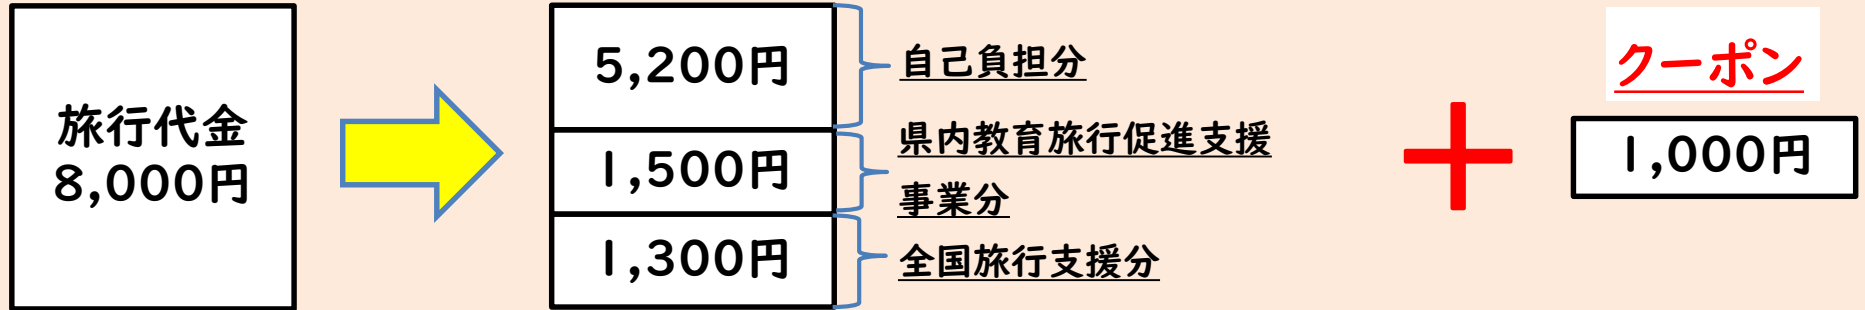 旅行代金
8,000円
5,200円
1,500円
1,300円
自己負担分
県内教育旅行促進支援
事業分
全国旅行支援分
クーポン
1,000円